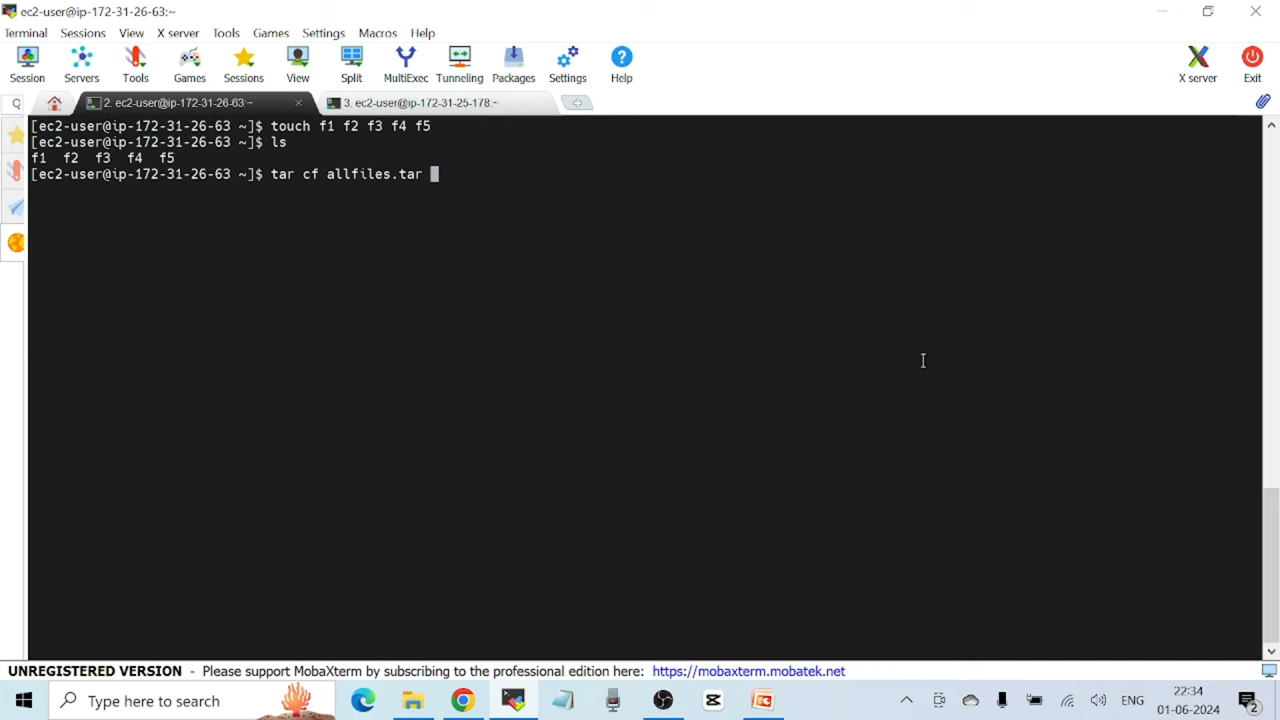 ec2-user@ip-172-31-26-63:~
Terminal Sessions View X server Tools Games Settings Macros Help
Session Servers Tools Games Sessions View Split MultiExec Tunneling Packages Settings Help X server Exit
2. ec2-user@ip-172-31-26-63:~ 3. ec2-user@ip-172-31-25-178:~
[ec2-user@ip-172-31-26-63 ~]$ touch f1 f2 f3 f4 f5
[ec2-user@ip-172-31-26-63 ~]$ ls
f1 f2 f3 f4 f5
[ec2-user@ip-172-31-26-63 ~]$ tar cf allfiles.tar
UNREGISTERED VERSION - Please support MobaXterm by subscribing to the professional edition here: https://mobaxterm.mobatek.net
Type here to search
ENG
22:34
01-06-2024
2